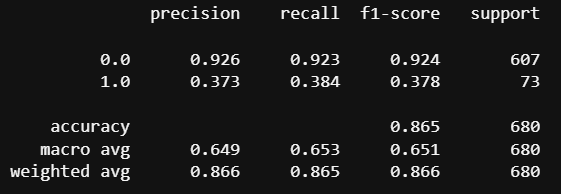 precision recall f1-score support
0.0 0.926 0.923 0.924 607
1.0 0.373 0.384 0.378 73
accuracy 0.865 680
macro avg 0.649 0.653 0.651 680
weighted avg 0.866 0.865 0.866 680